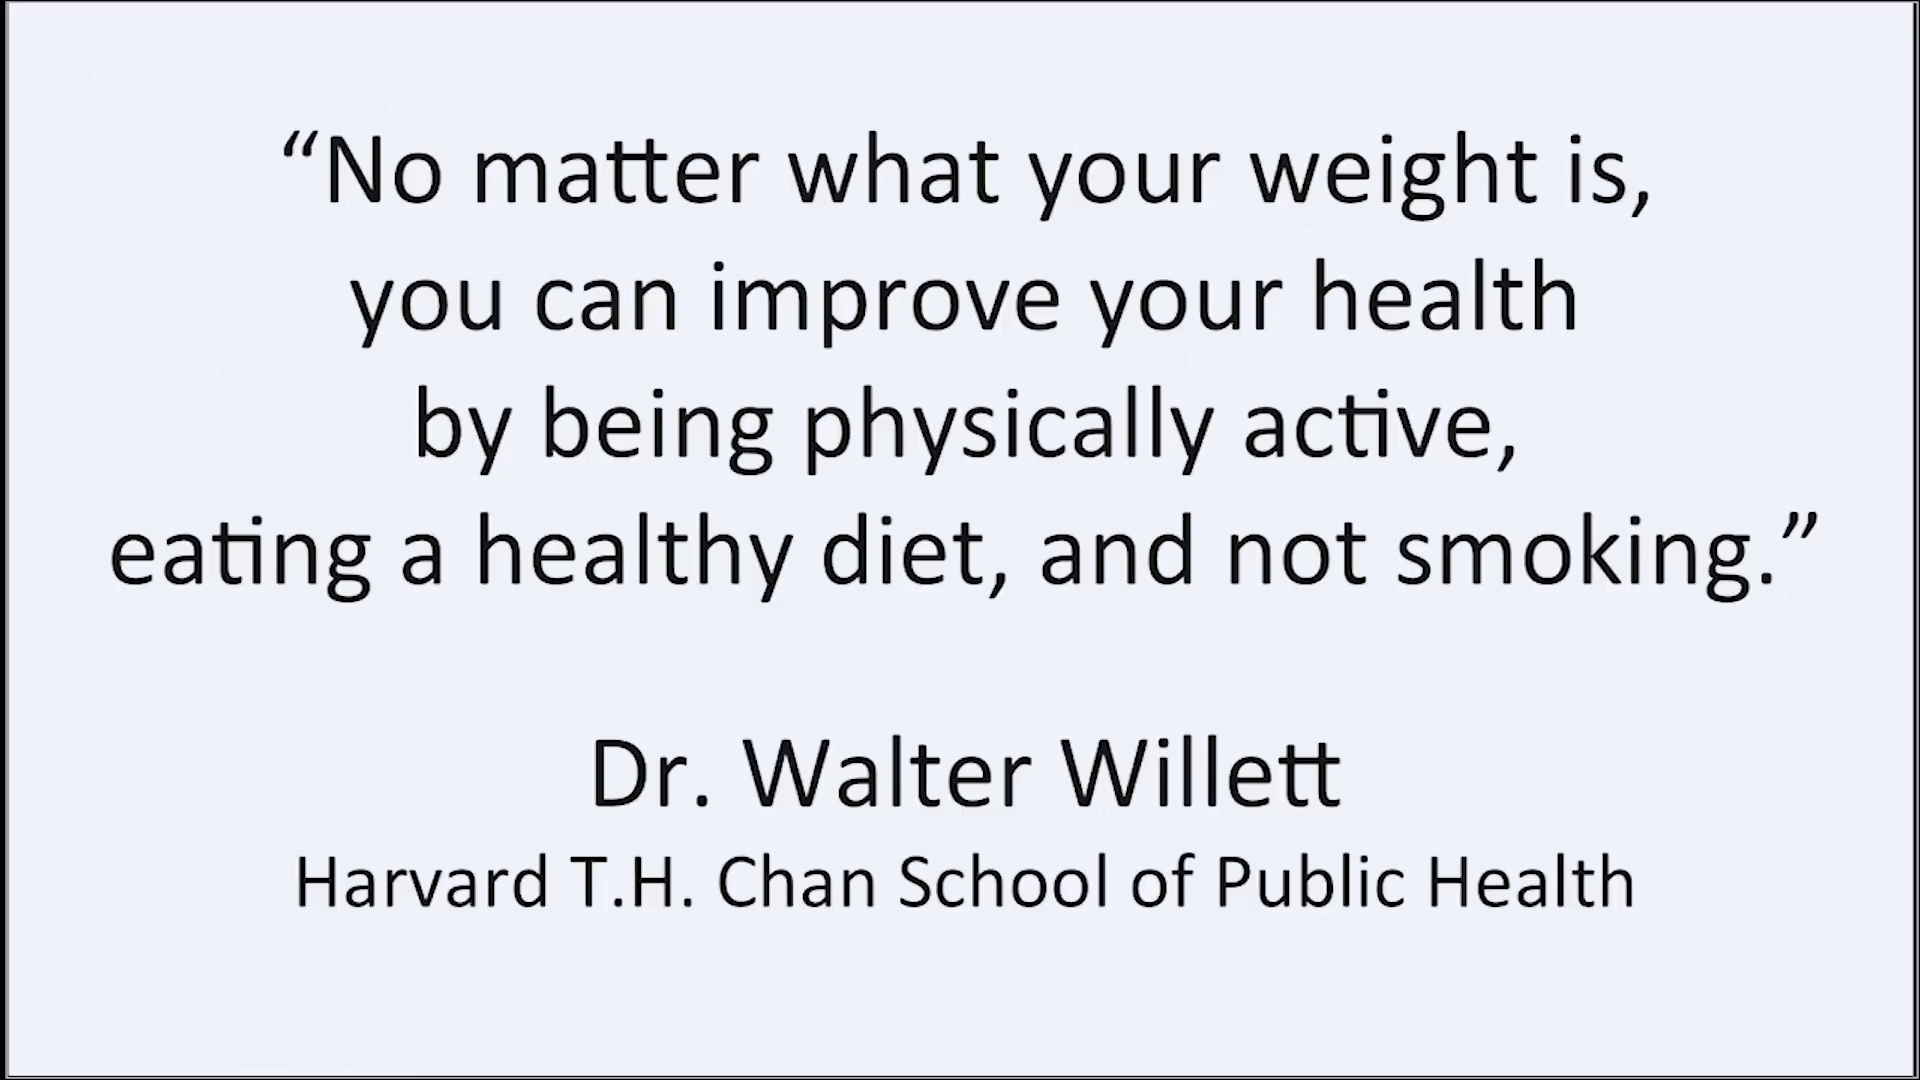 “No matter what your weight is,
you can improve your health
by being physically active,
eating a healthy diet, and not smoking.”
Dr. Walter Willett
Harvard T.H. Chan School of Public Health